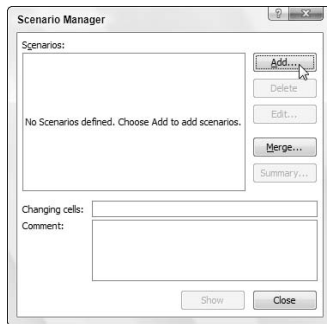 Scenario Manager
?
Scenarios:
No Scenarios defined. Choose Add to add scenarios.
Add...
Delete
Edit...
Merge...
Summary...
Changing cells:
Comment:
Show
Close